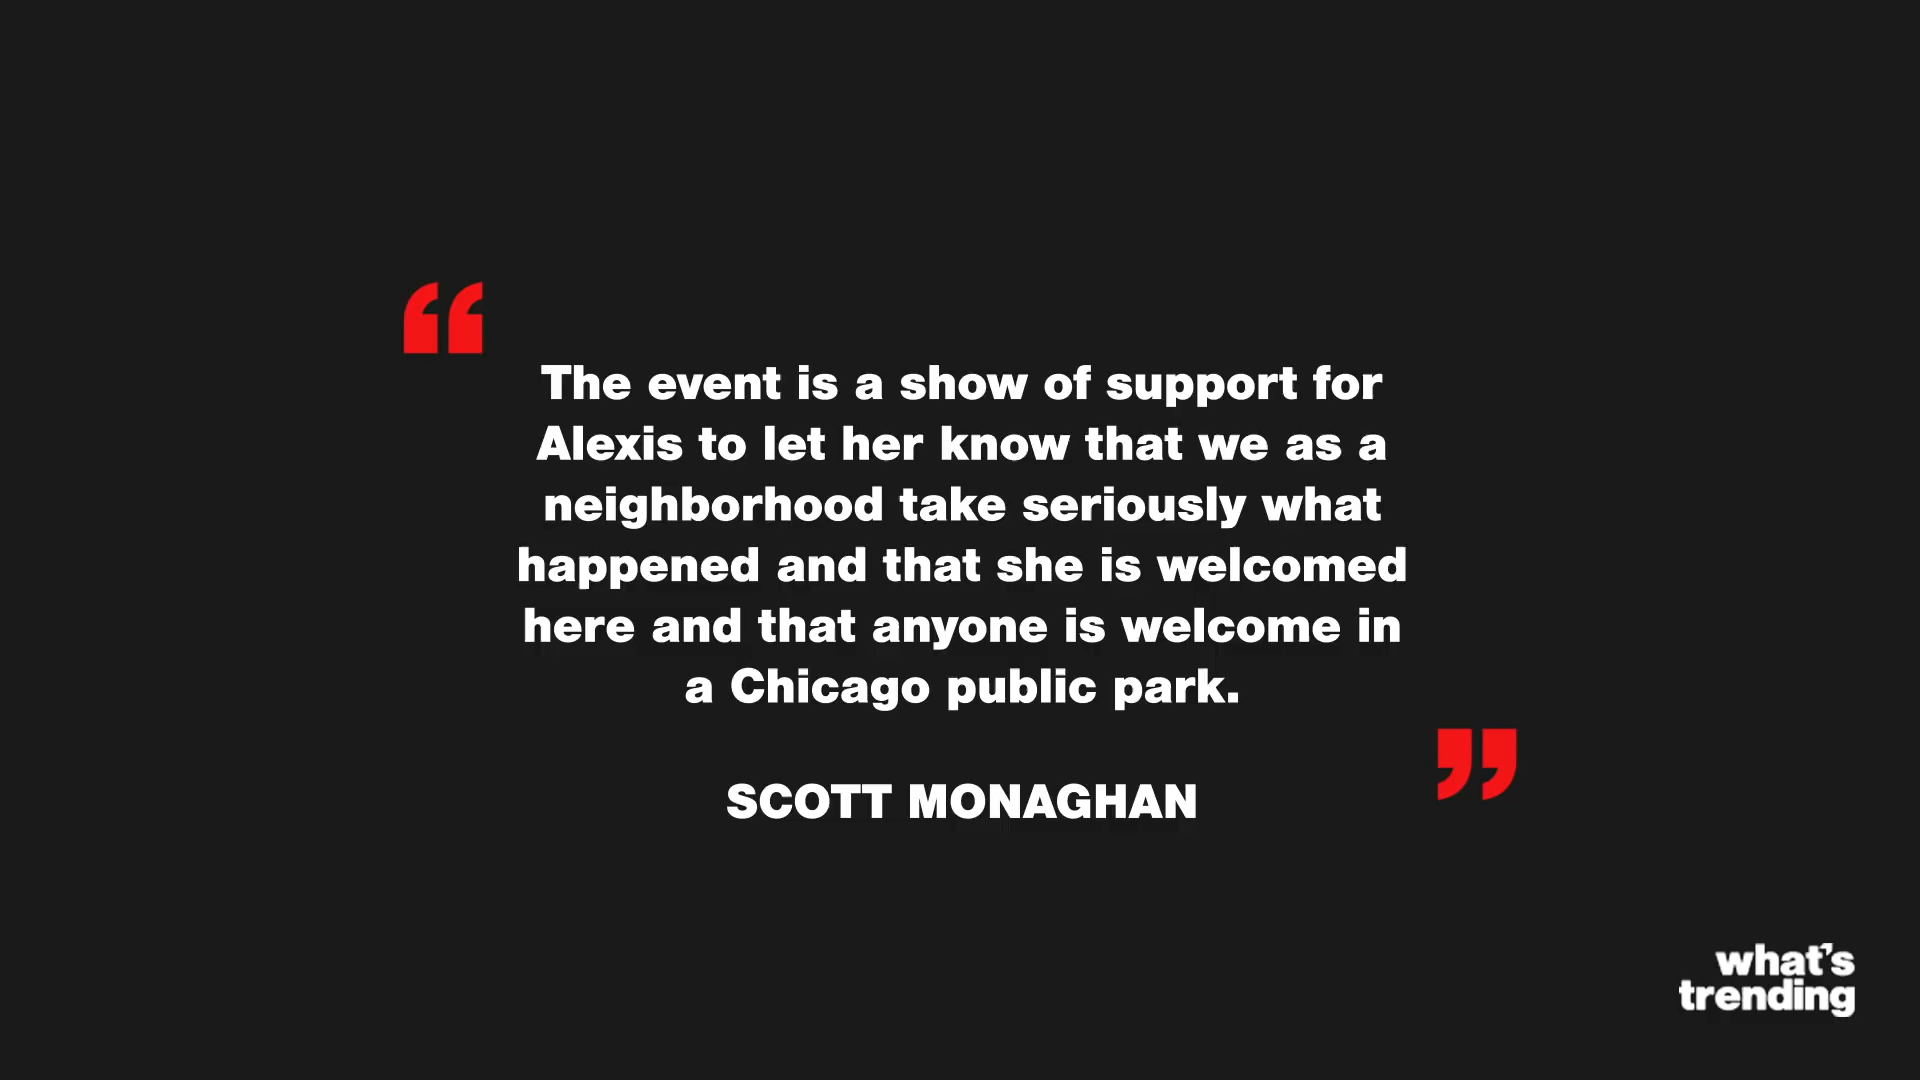 “
The event is a show of support for
Alexis to let her know that we as a
neighborhood take seriously what
happened and that she is welcomed
here and that anyone is welcome in
a Chicago public park.
”
SCOTT MONAGHAN
what's
trending